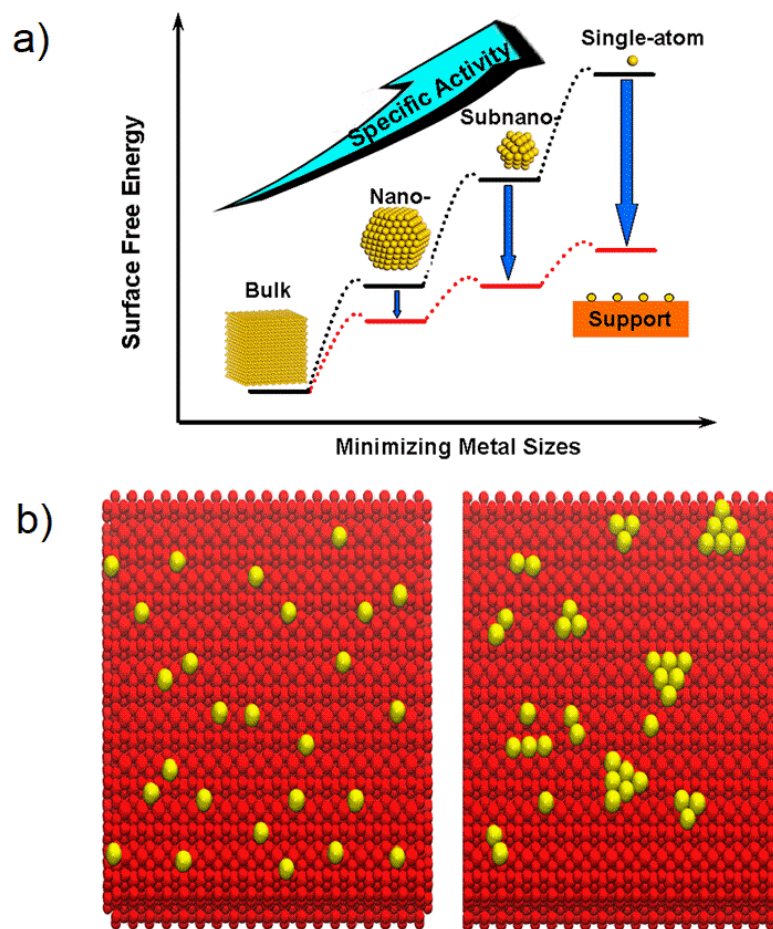 a)
Single-atom
Specific Activity
Subnano-
Nano-
Bulk
Support
Surface Free Energy
Minimizing Metal Sizes
b)